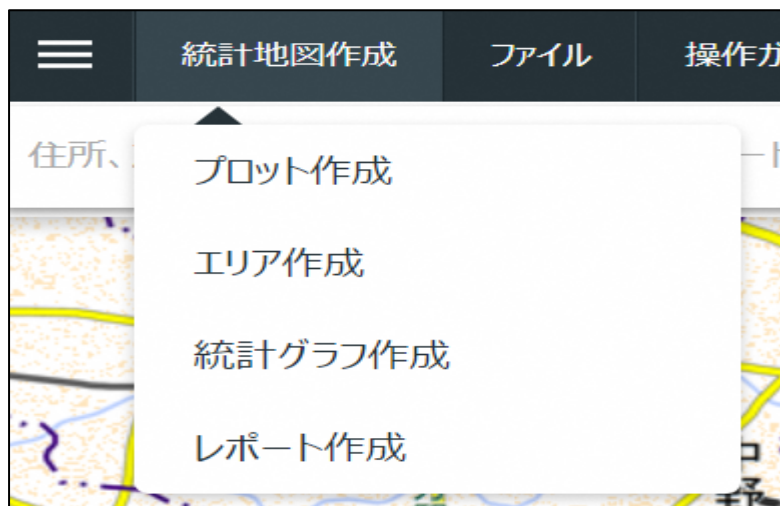 統計地図作成 ファイル 操作ガ
住所、
プロット作成
エリア作成
統計グラフ作成
レポート作成
野